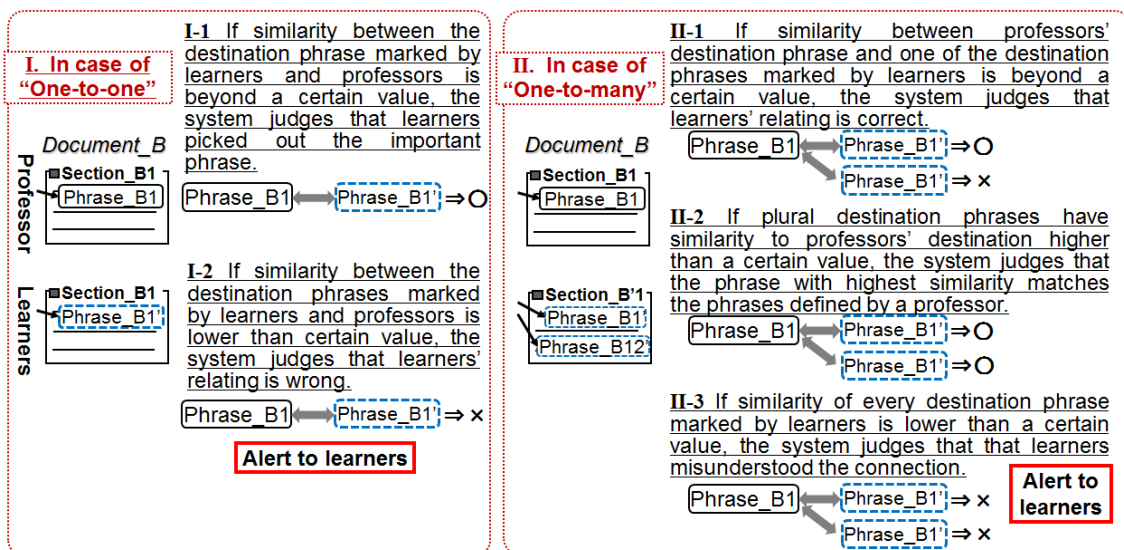 I. In case of
"One-to-one"
Document_B
Professor
Section_B1
Phrase_B1
Learners
Section_B1
Phrase_B1'
I-1 If similarity between the
destination phrase marked by
learners and professors is
beyond a certain value, the
system judges that learners
picked out the important
phrase.
Phrase_B1 Phrase_B1' ⇒ O
I-2 If similarity between the
destination phrases marked
by learners and professors is
lower than certain value, the
system judges that learners'
relating is wrong.
Phrase_B1 Phrase_B1' ⇒ ×
Alert to learners
II. In case of
"One-to-many"
Document_B
Section_B1
Phrase_B1
Section_B'1
Phrase_B1'
Phrase_B12'
II-1 If similarity between professors'
destination phrase and one of the destination
phrases marked by learners is beyond a
certain value, the system judges that
learners' relating is correct.
Phrase_B1 Phrase_B1' ⇒ O
Phrase_B1' ⇒ ×
II-2 If plural destination phrases have
similarity to professors' destination higher
than a certain value, the system judges that
the phrase with highest similarity matches
the phrases defined by a professor.
Phrase_B1 Phrase_B1' ⇒ O
Phrase_B1' ⇒ O
II-3 If similarity of every destination phrase
marked by learners is lower than a certain
value, the system judges that that learners
misunderstood the connection.
Phrase_B1 Phrase_B1' ⇒ ×
Phrase_B1' ⇒ ×
Alert to
learners